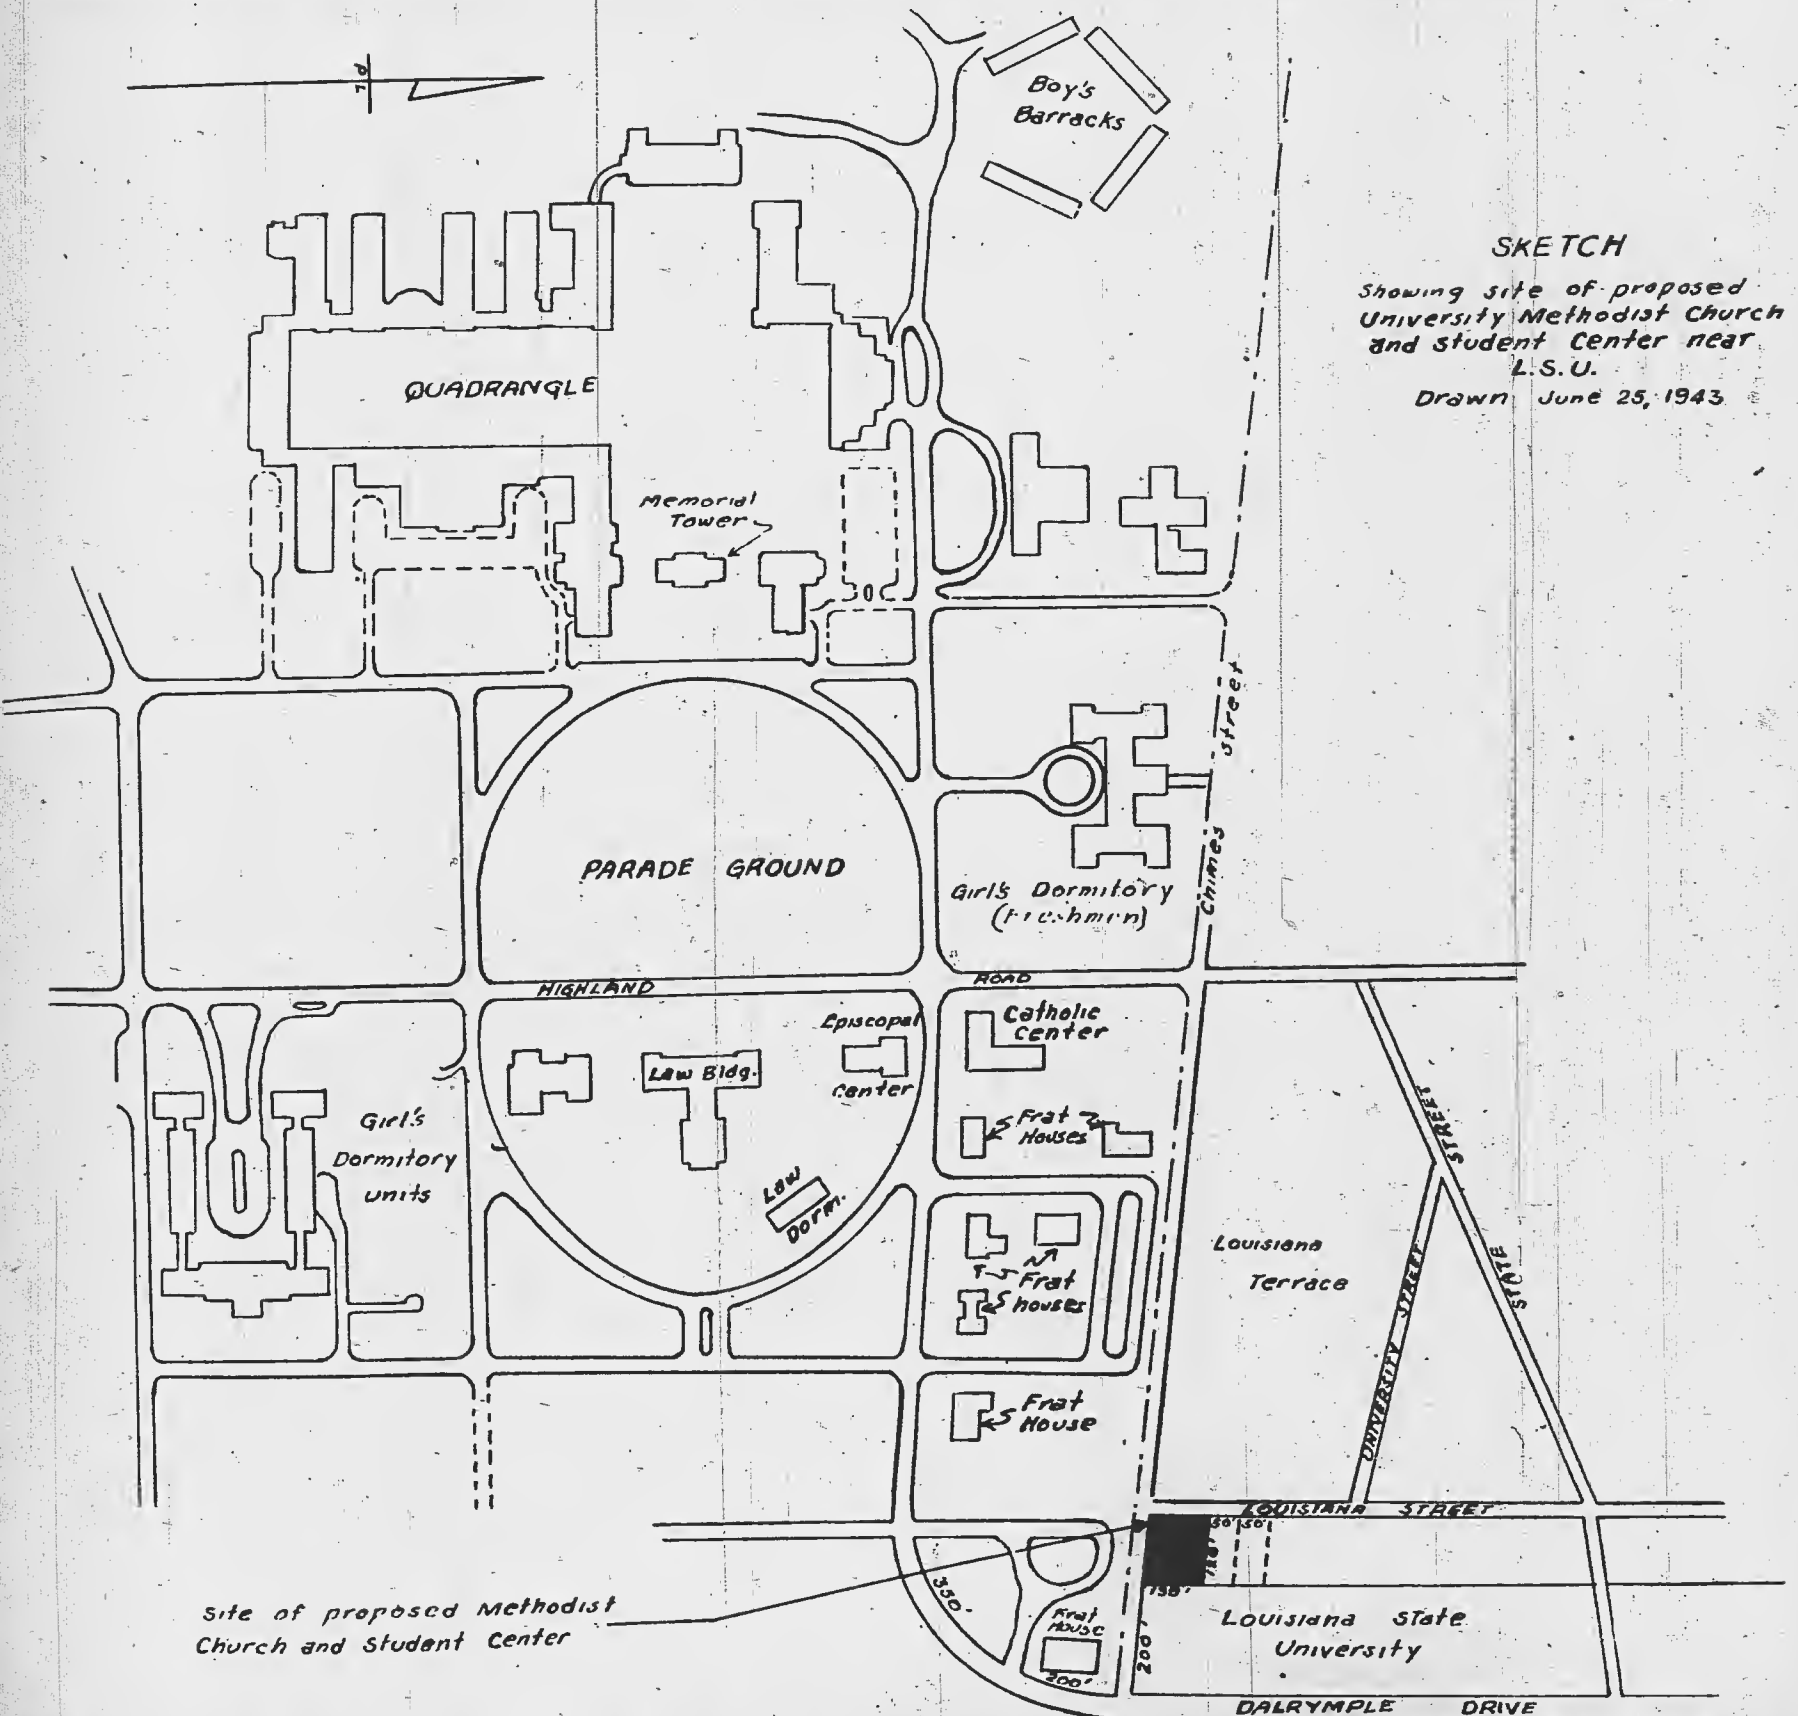 Boy's
Barracks
SKETCH
Showing site of proposed
University Methodist Church
and student Center near
L.S.U.
Drawn June 25, 1943
QUADRANGLE
Memorial
Tower
street
Chimes
PARADE GROUND
Girl's Dormitory
(Freshmen)
HIGHLAND ROAD
Episcopal
Center
Catholic
Center
Law Bldg.
Frat
Houses
Girl's
Dormitory
units
Law
Dorm.
STREET
STATE
Louisiana
Terrace
UNIVERSITY STREET
Frat
houses
Frat
House
LOUISIANA STREET
50' 50'
150'
350'
Site of proposed Methodist
Church and Student Center
Frat
House
200'
200'
Louisiana State
University
DALRYMPLE DRIVE